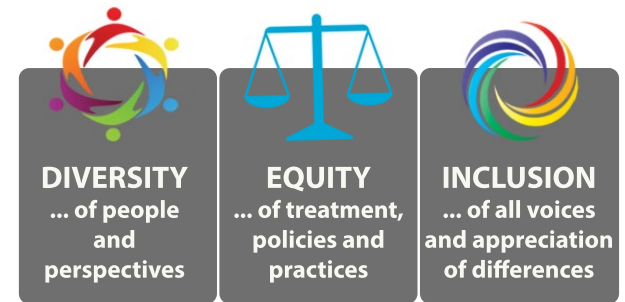 DIVERSITY
... of people
and
perspectives
EQUITY
... of treatment,
policies and
practices
INCLUSION
... of all voices
and appreciation
of differences